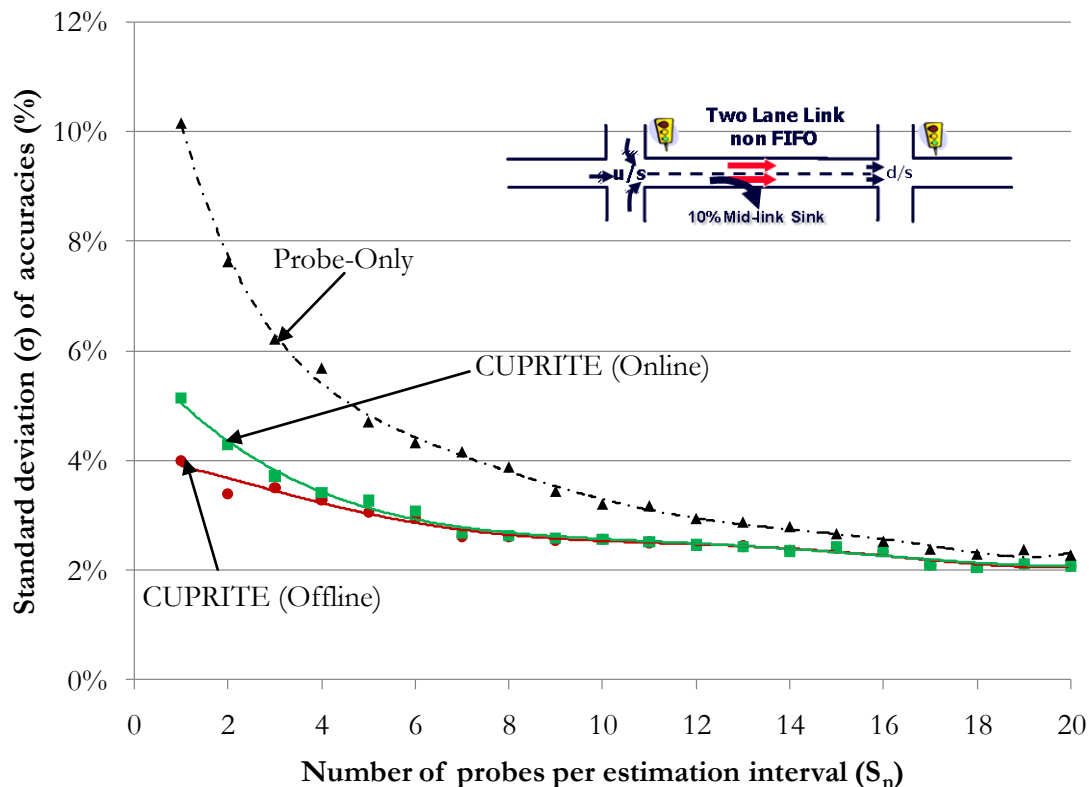 12%
10%
8%
6%
4%
2%
0%
Standard deviation (σ) of accuracies (%)
Two Lane Link
non FIFO
u/s
d/s
10% Mid-link Sink
Probe-Only
CUPRITE (Online)
CUPRITE (Offline)
0 2 4 6 8 10 12 14 16 18 20
Number of probes per estimation interval (Sn)